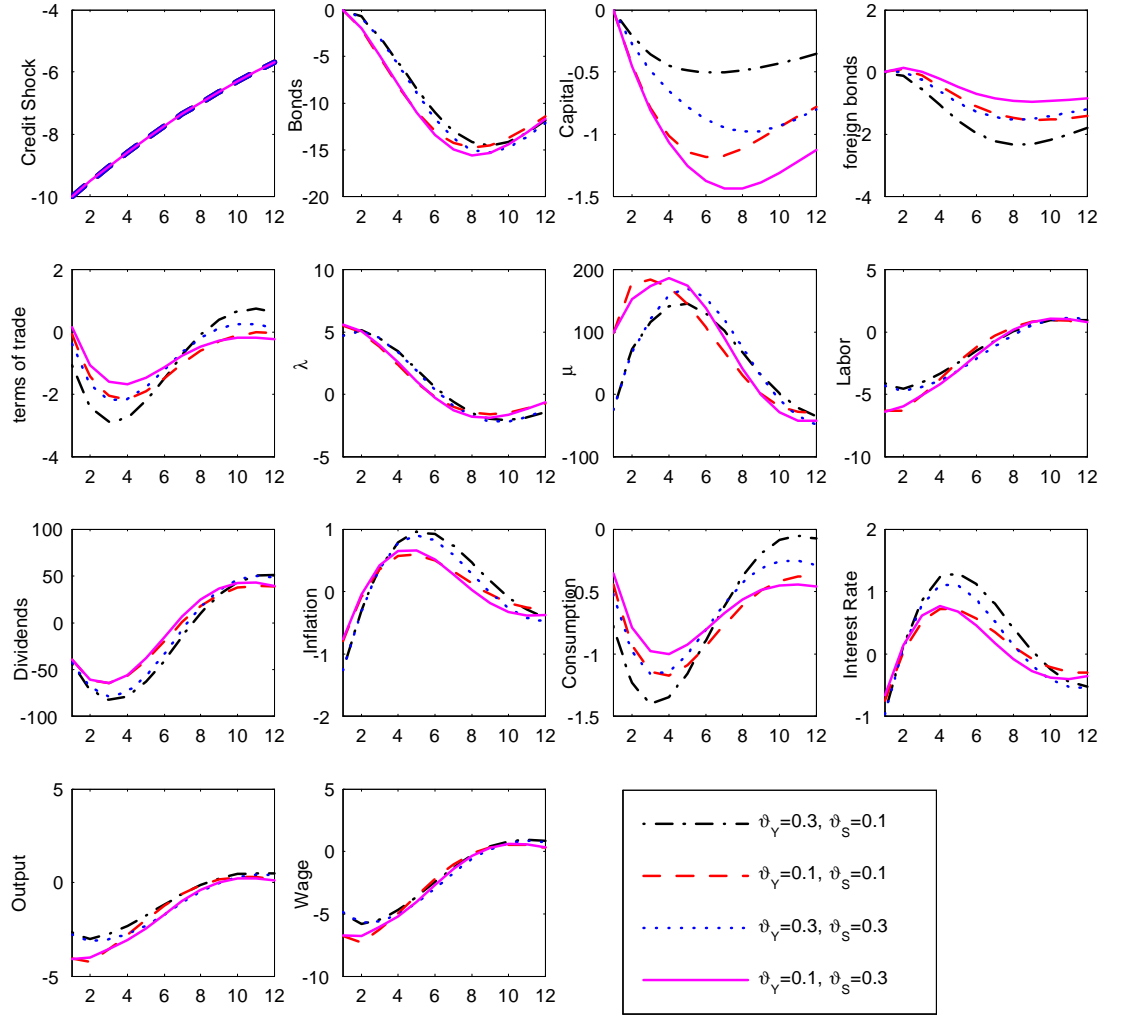 -4
-6
-8
-10
2 4 6 8 10 12
Credit Shock
0
-5
-10
-15
-20
2 4 6 8 10 12
Bonds
0
-0.5
-1
-1.5
2 4 6 8 10 12
Capital
2
0
-2
-4
2 4 6 8 10 12
foreign bonds
2
0
-2
-4
2 4 6 8 10 12
terms of trade
10
5
0
-5
2 4 6 8 10 12
λ
200
100
0
-100
2 4 6 8 10 12
μ
5
0
-5
-10
2 4 6 8 10 12
Labor
100
50
0
-50
-100
2 4 6 8 10 12
Dividends
1
0
-1
-2
2 4 6 8 10 12
Inflation
0
-0.5
-1
-1.5
2 4 6 8 10 12
Consumption
2
1
0
-1
2 4 6 8 10 12
Interest Rate
5
0
-5
2 4 6 8 10 12
Output
5
0
-5
-10
2 4 6 8 10 12
Wage
ϑ_Y=0.3, ϑ_S=0.1
ϑ_Y=0.1, ϑ_S=0.1
ϑ_Y=0.3, ϑ_S=0.3
ϑ_Y=0.1, ϑ_S=0.3